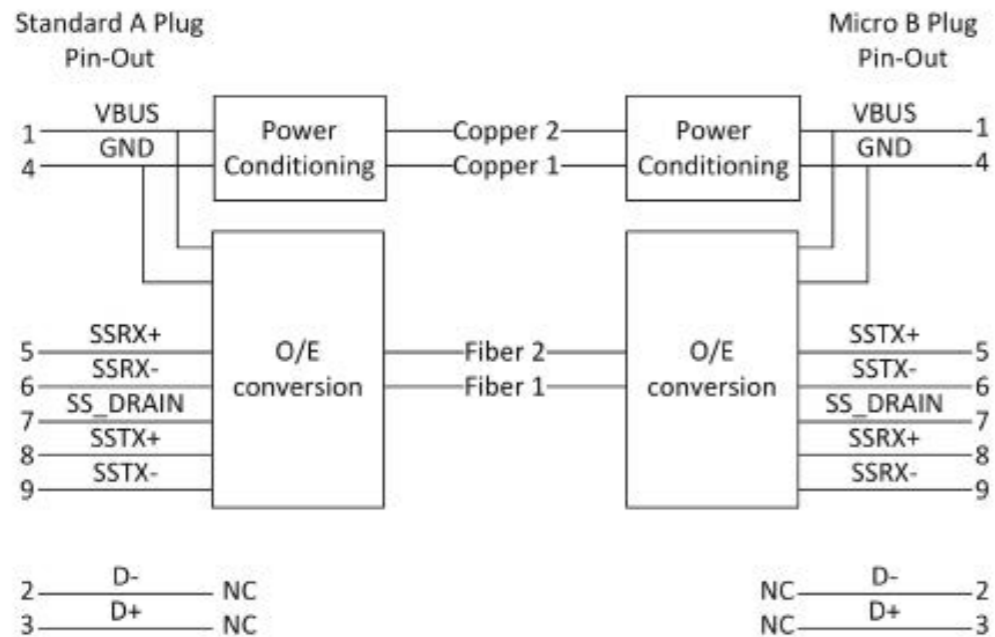 Standard A Plug
Pin-Out
Micro B Plug
Pin-Out
1 VBUS
4 GND
Power
Conditioning
Copper 2
Copper 1
Power
Conditioning
VBUS 1
GND 4
5 SSRX+
6 SSRX-
7 SS_DRAIN
8 SSTX+
9 SSTX-
O/E
conversion
Fiber 2
Fiber 1
O/E
conversion
SSTX+ 5
SSTX- 6
SS_DRAIN 7
SSRX+ 8
SSRX- 9
2 D- NC
3 D+ NC
NC D- 2
NC D+ 3